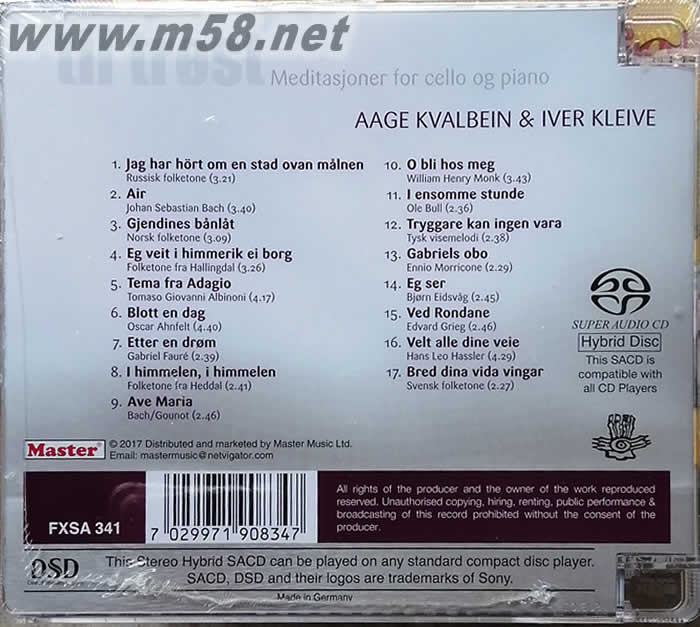 www.m58.net
til trøst
Meditasjoner for cello og piano
AAGE KVALBEIN & IVER KLEIVE
1. Jag har hört om en stad ovan målnen
Russisk folketone (3.21)
2. Air
Johan Sebastian Bach (3.40)
3. Gjendines bånlåt
Norsk folketone (3.09)
4. Eg veit i himmerik ei borg
Folketone fra Hallingdal (3.26)
5. Tema fra Adagio
Tomaso Giovanni Albinoni (4.17)
6. Blott en dag
Oscar Ahnfelt (4.40)
7. Etter en drøm
Gabriel Fauré (2.39)
8. I himmelen, i himmelen
Folketone fra Heddal (2.41)
9. Ave Maria
Bach/Gounot (2.46)
10. O bli hos meg
William Henry Monk (3.43)
11. I ensomme stunde
Ole Bull (2.36)
12. Tryggare kan ingen vara
Tysk visemelodi (2.38)
13. Gabriels obo
Ennio Morricone (2.29)
14. Eg ser
Bjørn Eidsvåg (2.45)
15. Ved Rondane
Edvard Grieg (2.46)
16. Velt alle dine veie
Hans Leo Hassler (4.29)
17. Bred dina vida vingar
Svensk folketone (2.27)
SUPER AUDIO CD
Hybrid Disc
This SACD is
compatible with
all CD Players
Master
© 2017 Distributed and marketed by Master Music Ltd.
Email: mastermusic@netvigator.com
FXSA 341
7 029971 908347
All rights of the producer and the owner of the work reproduced
reserved. Unauthorised copying, hiring, renting, public performance &
broadcasting of this record prohibited without the consent of the
producer.
DSD
This Stereo Hybrid SACD can be played on any standard compact disc player.
SACD, DSD and their logos are trademarks of Sony.
Made in Germany